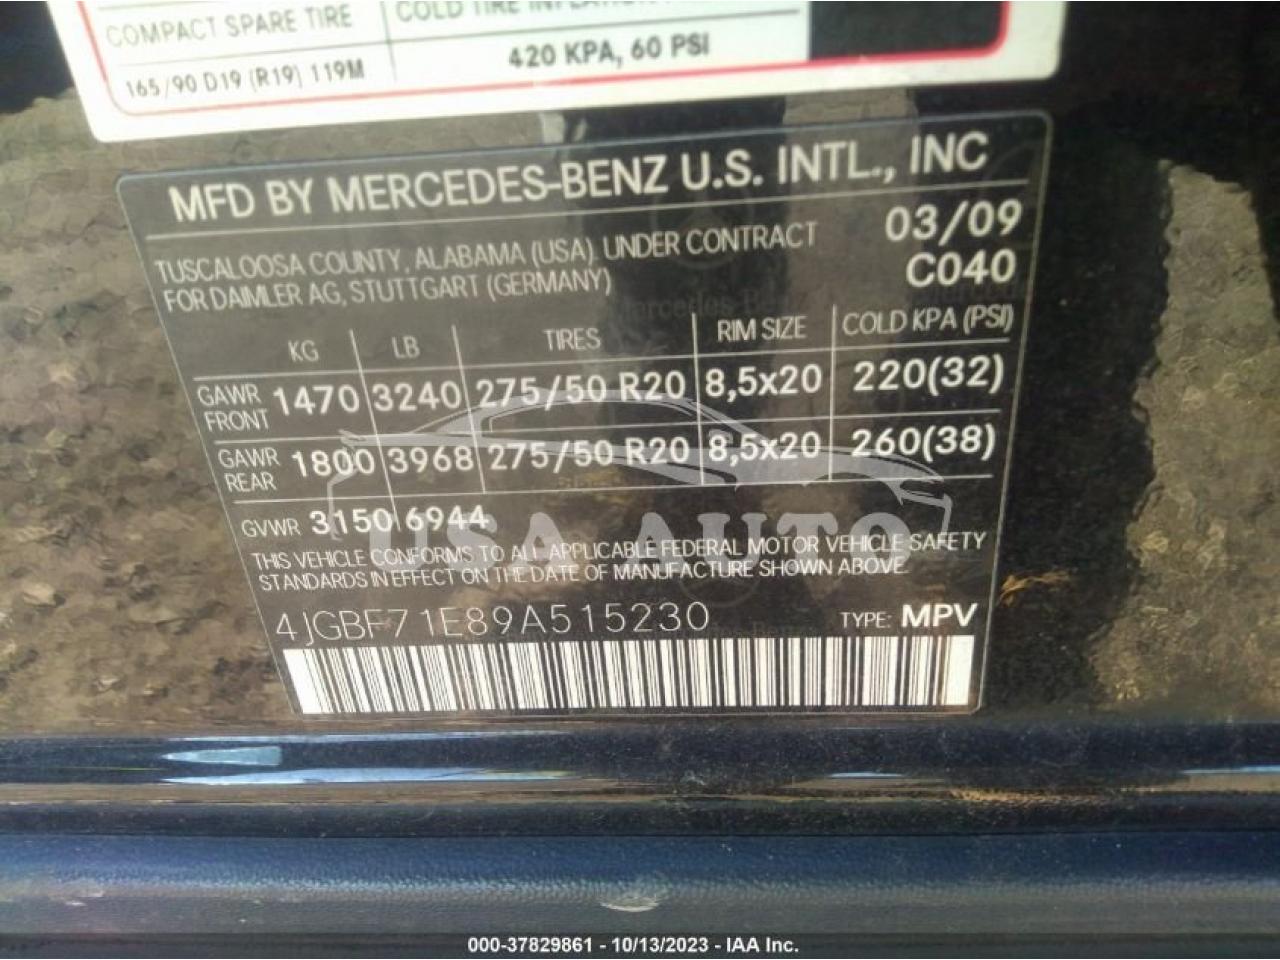 COMPACT SPARE TIRE
COLD TIRE INFLATION
165/90 D19 (R19) 119M
420 KPA, 60 PSI
MFD BY MERCEDES-BENZ U.S. INTL., INC
TUSCALOOSA COUNTY, ALABAMA (USA). UNDER CONTRACT 03/09
FOR DAIMLER AG, STUTTGART (GERMANY) C040
KG LB TIRES RIM SIZE COLD KPA (PSI)
GAWR FRONT 1470 3240 275/50 R20 8,5x20 220(32)
GAWR REAR 1800 3968 275/50 R20 8,5x20 260(38)
GVWR 3150 6944
USA AUTO
THIS VEHICLE CONFORMS TO ALL APPLICABLE FEDERAL MOTOR VEHICLE SAFETY
STANDARDS IN EFFECT ON THE DATE OF MANUFACTURE SHOWN ABOVE.
4JGBF71E89A515230 TYPE: MPV
000-37829861 - 10/13/2023 - IAA Inc.